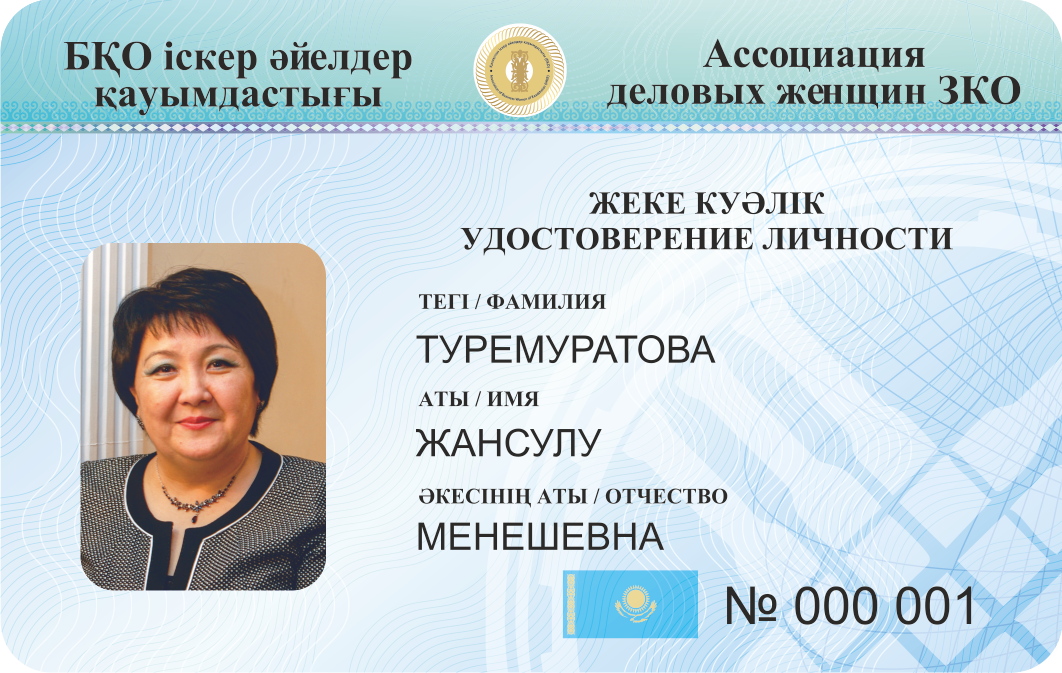 БҚО іскер әйелдер
қауымдастығы
Ассоциация
деловых женщин ЗКО
ЖЕКЕ КУӘЛІК
УДОСТОВЕРЕНИЕ ЛИЧНОСТИ
ТЕГІ / ФАМИЛИЯ
ТУРЕМУРАТОВА
АТЫ / ИМЯ
ЖАНСУЛУ
ӘКЕСІНІҢ АТЫ / ОТЧЕСТВО
МЕНЕШЕВНА
№ 000 001